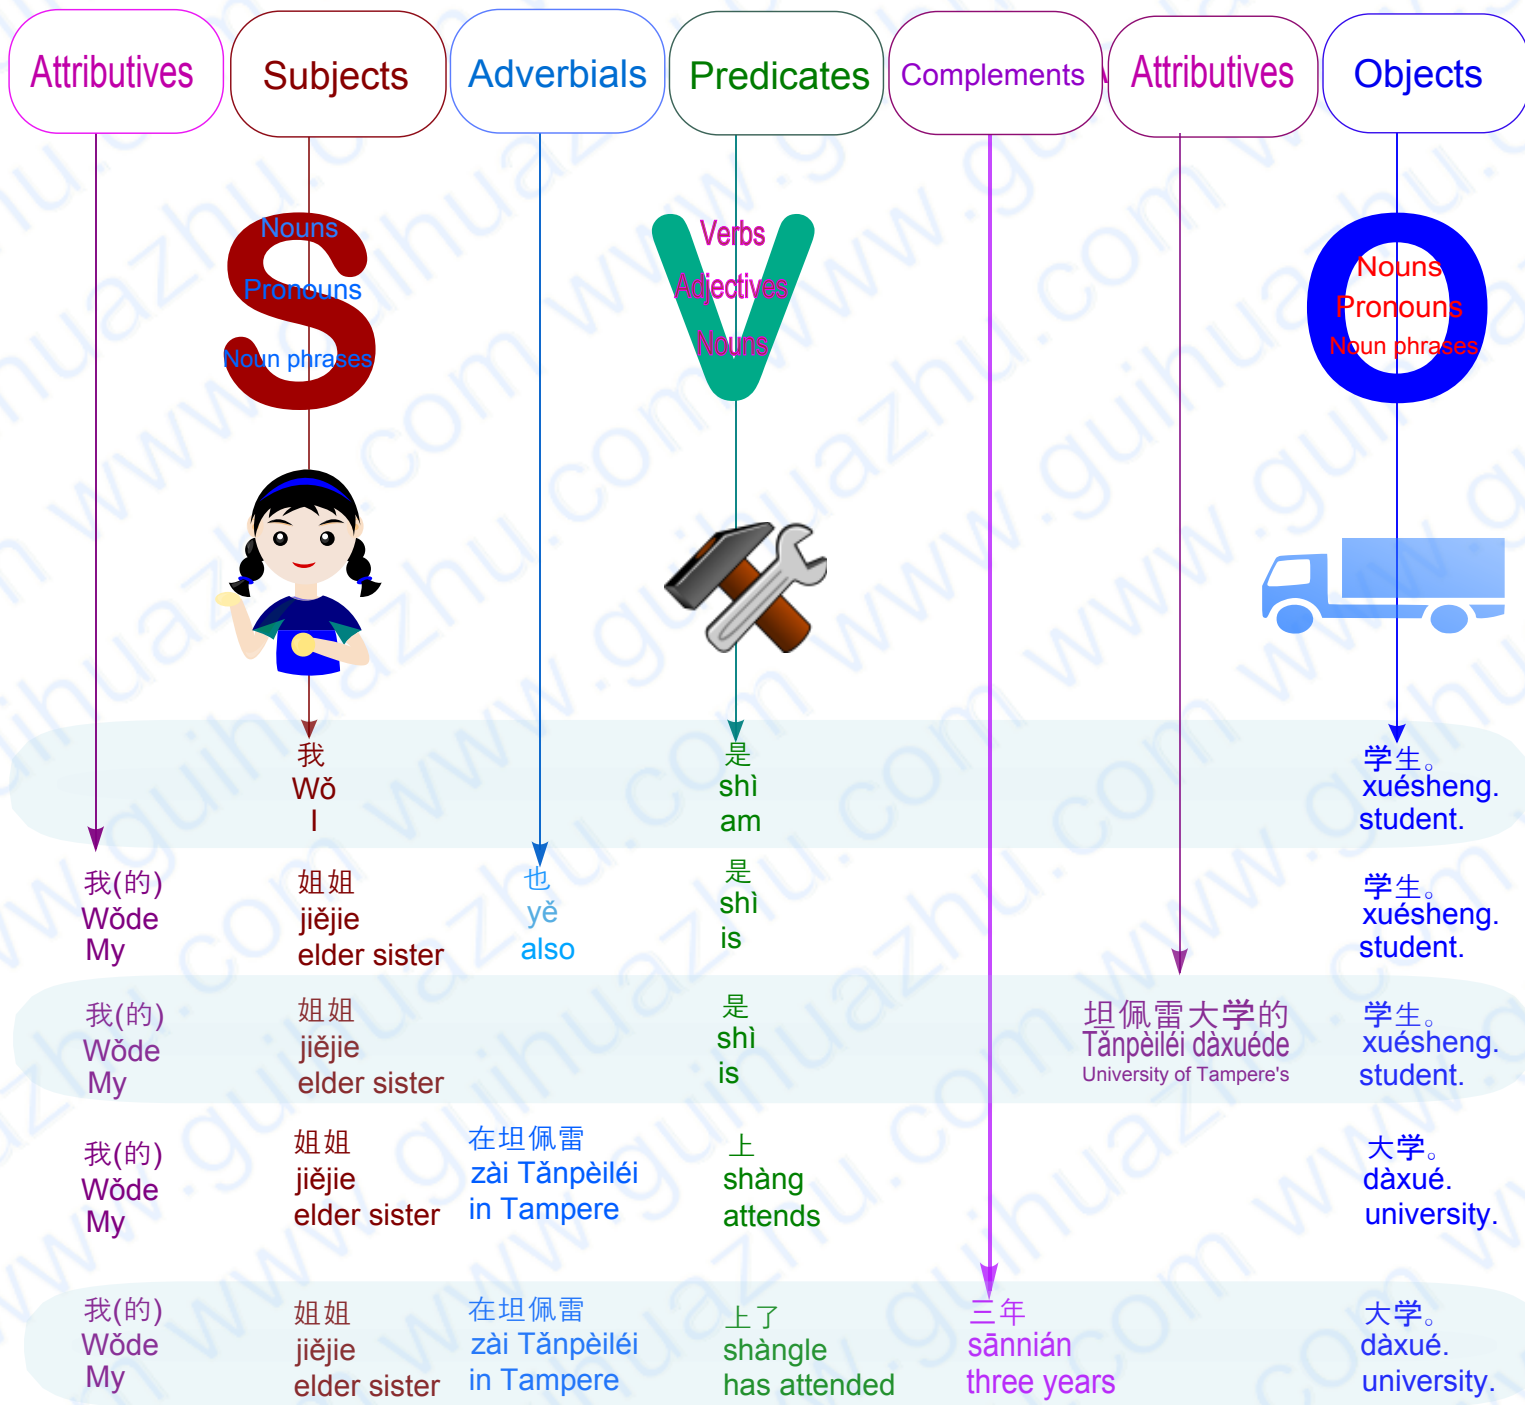 Attributives Subjects Adverbials Predicates Complements Attributives Objects
Nouns
Pronouns
Noun phrases
Verbs
Adjectives
Nouns
Nouns
Pronouns
Noun phrases
我 是 学生。
Wǒ shì xuésheng.
I am student.
我(的) 姐姐 也 是 学生。
Wǒde jiějie yě shì xuésheng.
My elder sister also is student.
我(的) 姐姐 是 坦佩雷大学的 学生。
Wǒde jiějie shì Tǎnpèiléi dàxuéde xuésheng.
My elder sister is University of Tampere's student.
我(的) 姐姐 在坦佩雷 上 大学。
Wǒde jiějie zài Tǎnpèiléi shàng dàxué.
My elder sister in Tampere attends university.
我(的) 姐姐 在坦佩雷 上了 三年 大学。
Wǒde jiějie zài Tǎnpèiléi shàngle sānnián dàxué.
My elder sister in Tampere has attended three years university.
www.guihuazhu.com